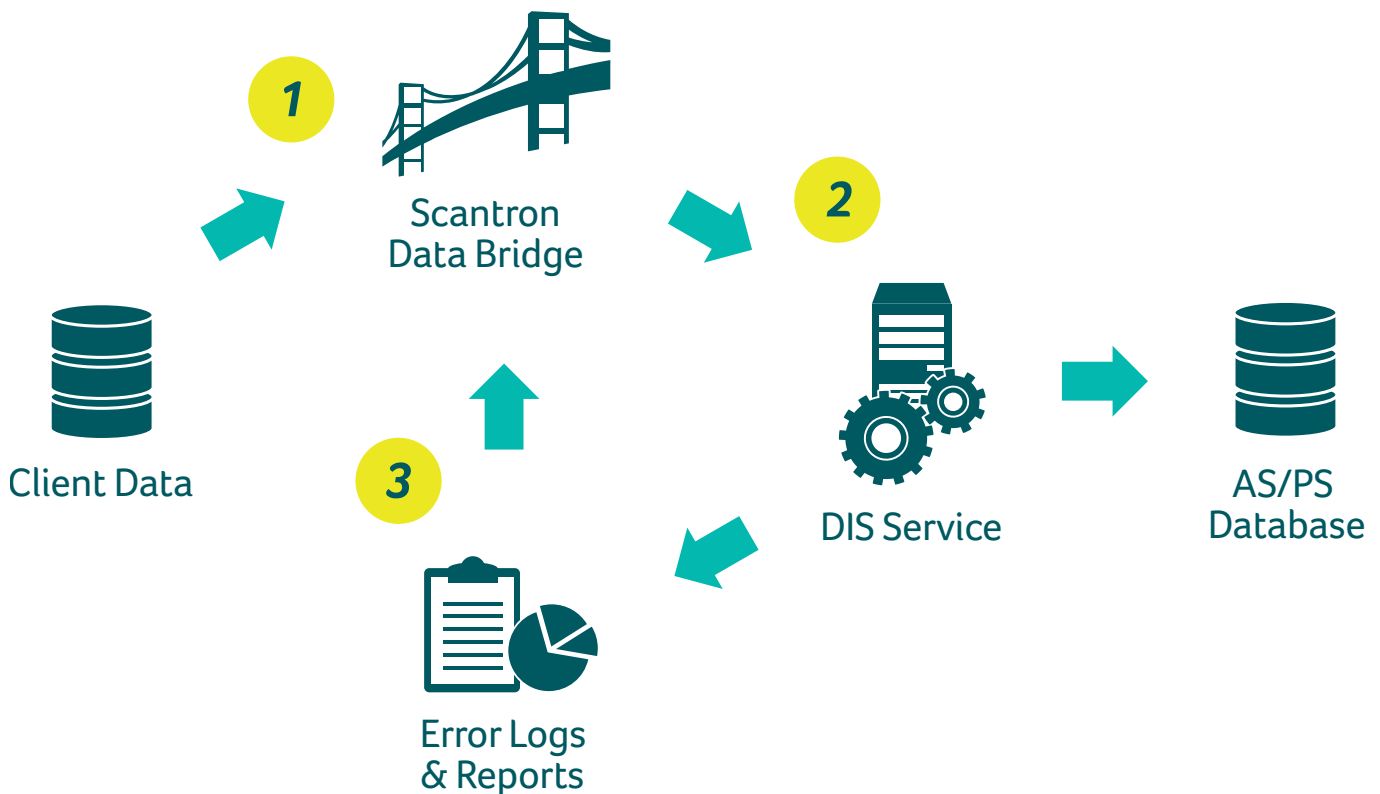 1
Scantron
Data Bridge
2
Client Data
3
DIS Service
AS/PS
Database
Error Logs
& Reports